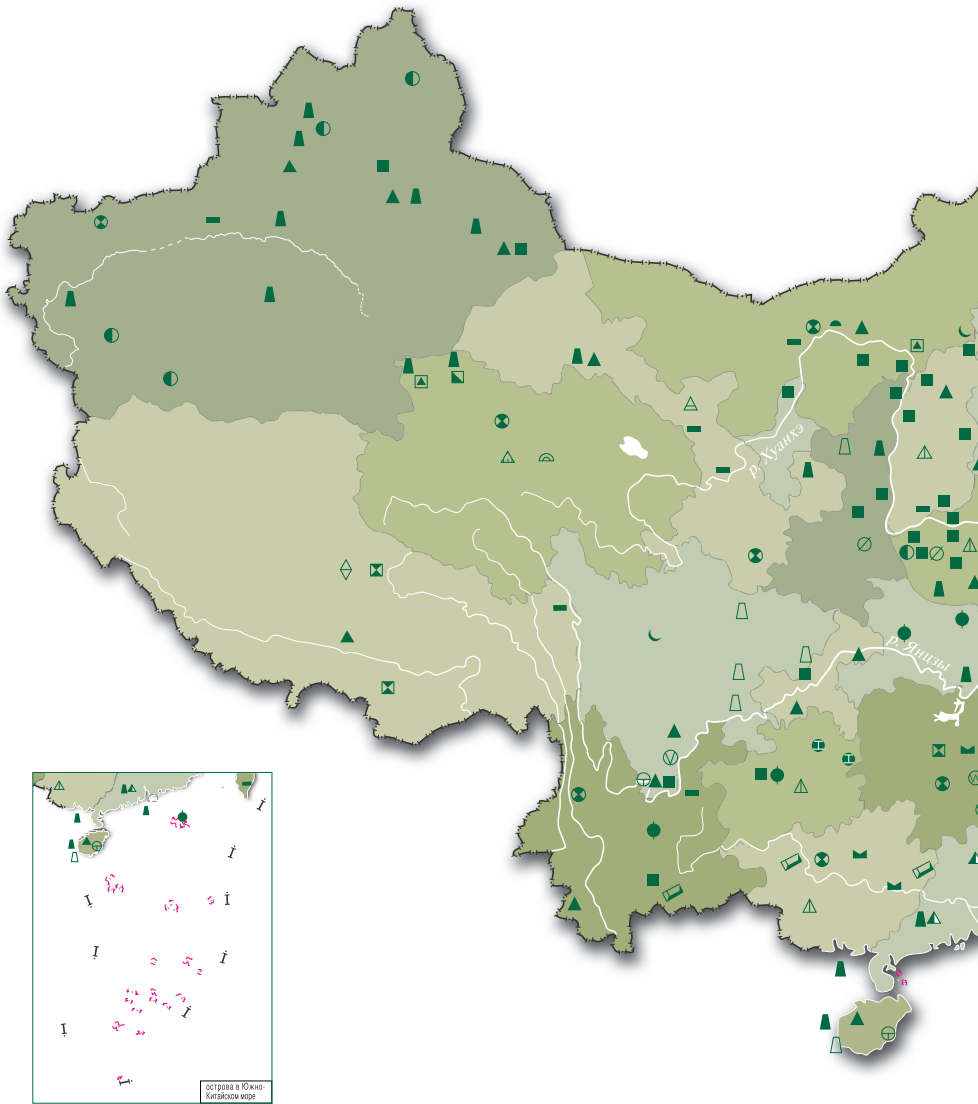 р. Хуанхэ
р. Янцзы
острова в Южно-
Китайском море